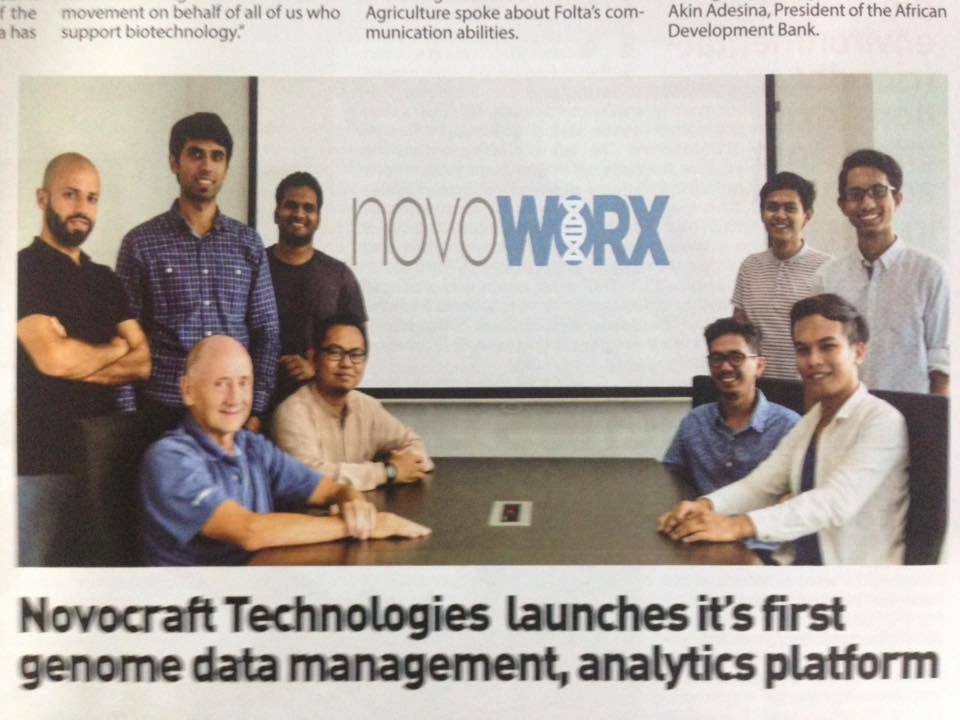 f the
a has
movement on behalf of all of us who
support biotechnology."
Agriculture spoke about Folta's com-
munication abilities.
Akin Adesina, President of the African
Development Bank.
novoWORX
Novocraft Technologies launches it's first
genome data management, analytics platform